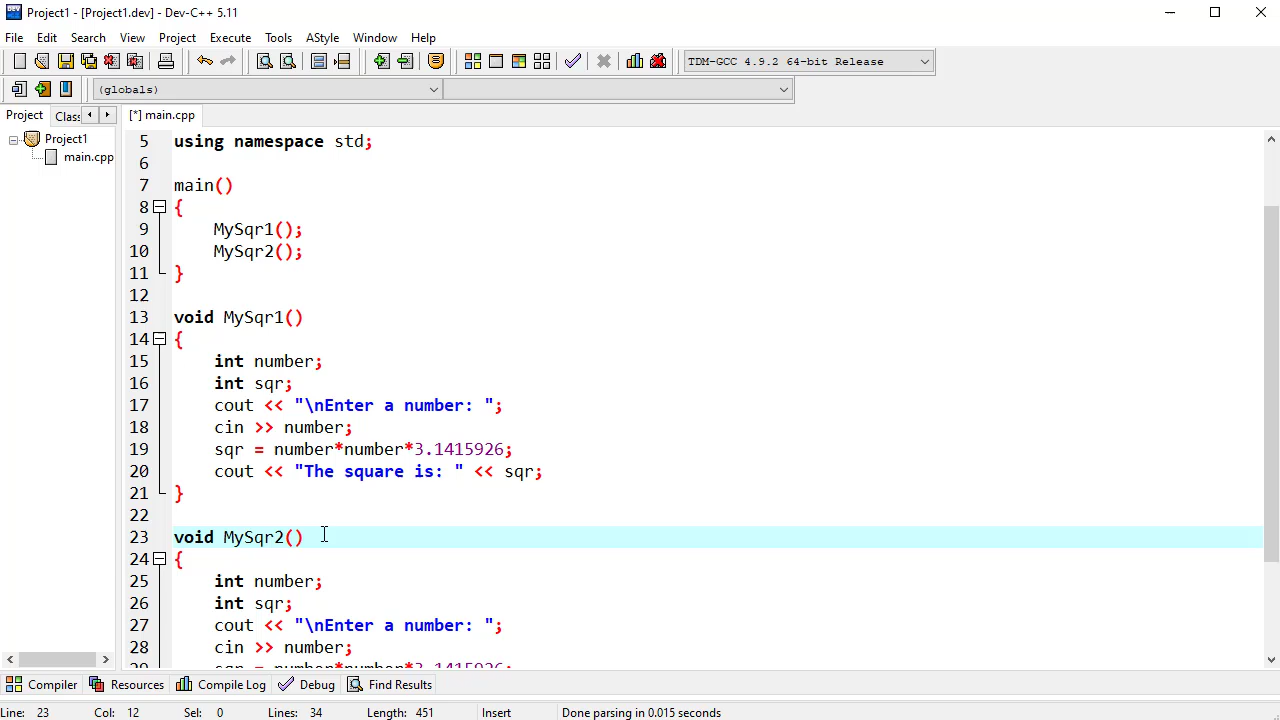 Project1 - [Project1.dev] - Dev-C++ 5.11
File Edit Search View Project Execute Tools AStyle Window Help
TDM-GCC 4.9.2 64-bit Release
(globals)
Project Class [*] main.cpp
Project1
main.cpp
5 using namespace std;
6
7 main()
8 {
9 MySqr1();
10 MySqr2();
11 }
12
13 void MySqr1()
14 {
15 int number;
16 int sqr;
17 cout << "\nEnter a number: ";
18 cin >> number;
19 sqr = number*number*3.1415926;
20 cout << "The square is: " << sqr;
21 }
22
23 void MySqr2()
24 {
25 int number;
26 int sqr;
27 cout << "\nEnter a number: ";
28 cin >> number;
29 sqr = number*number*3.1415926;
Compiler Resources Compile Log Debug Find Results
Line: 23 Col: 12 Sel: 0 Lines: 34 Length: 451 Insert Done parsing in 0.015 seconds